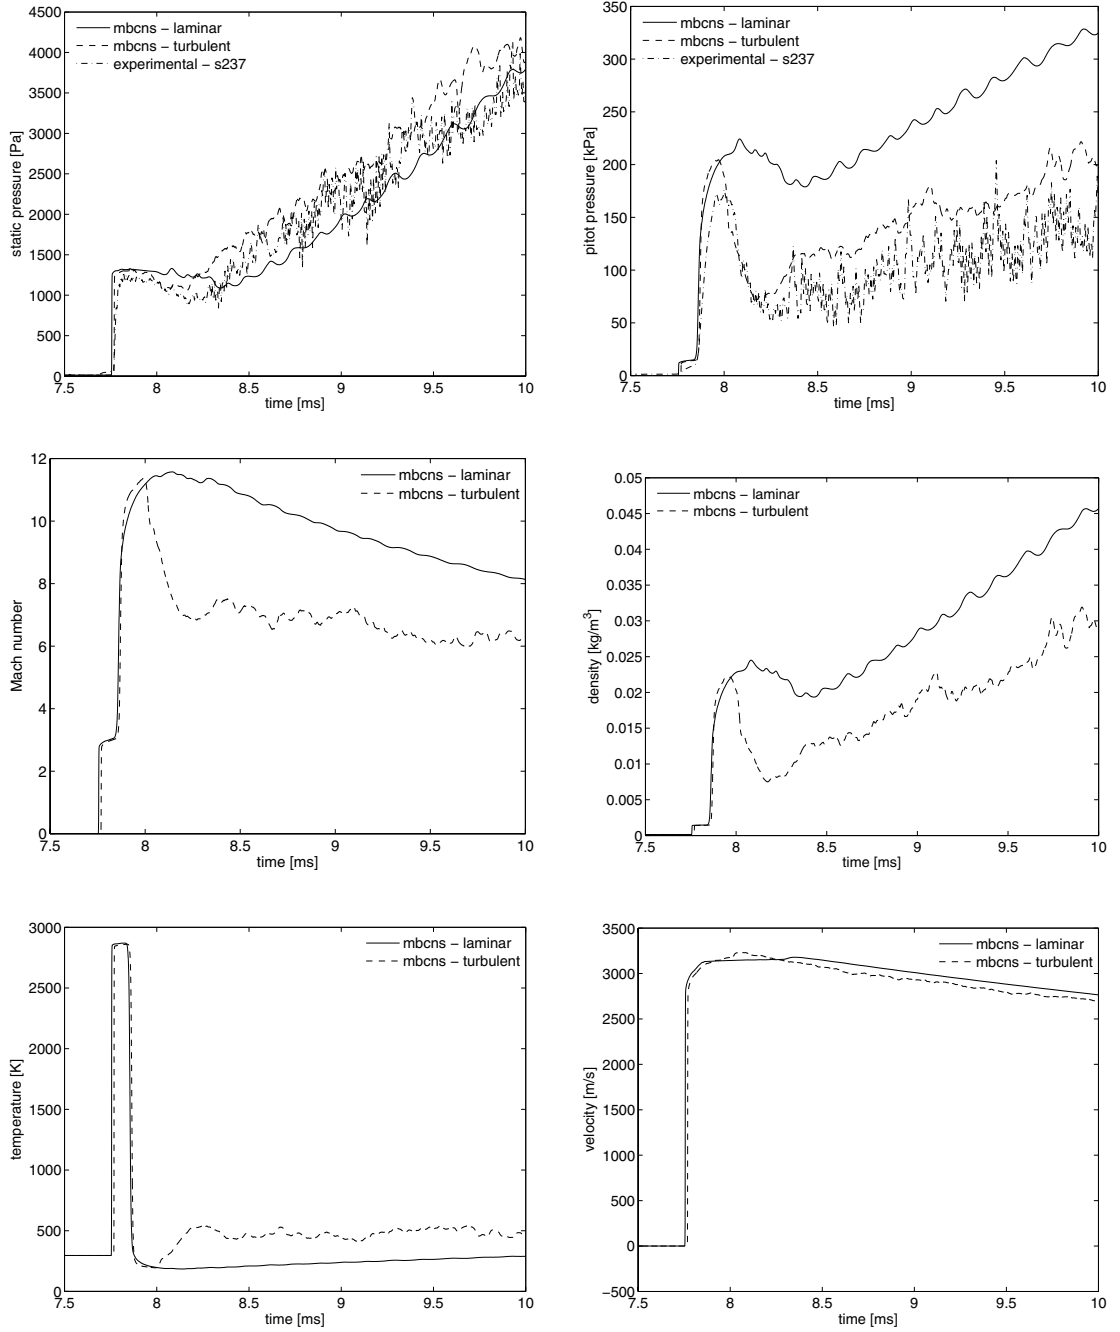 mbcns − laminar
mbcns − turbulent
experimental − s237
4500
4000
3500
3000
2500
2000
1500
1000
500
0
static pressure [Pa]
7.5 8 8.5 9 9.5 10
time [ms]
mbcns − laminar
mbcns − turbulent
experimental − s237
350
300
250
200
150
100
50
0
pitot pressure [kPa]
7.5 8 8.5 9 9.5 10
time [ms]
mbcns − laminar
mbcns − turbulent
12
10
8
6
4
2
0
Mach number
7.5 8 8.5 9 9.5 10
time [ms]
mbcns − laminar
mbcns − turbulent
0.05
0.045
0.04
0.035
0.03
0.025
0.02
0.015
0.01
0.005
0
density [kg/m³]
7.5 8 8.5 9 9.5 10
time [ms]
mbcns − laminar
mbcns − turbulent
3000
2500
2000
1500
1000
500
0
temperature [K]
7.5 8 8.5 9 9.5 10
time [ms]
mbcns − laminar
mbcns − turbulent
3500
3000
2500
2000
1500
1000
500
0
−500
velocity [m/s]
7.5 8 8.5 9 9.5 10
time [ms]